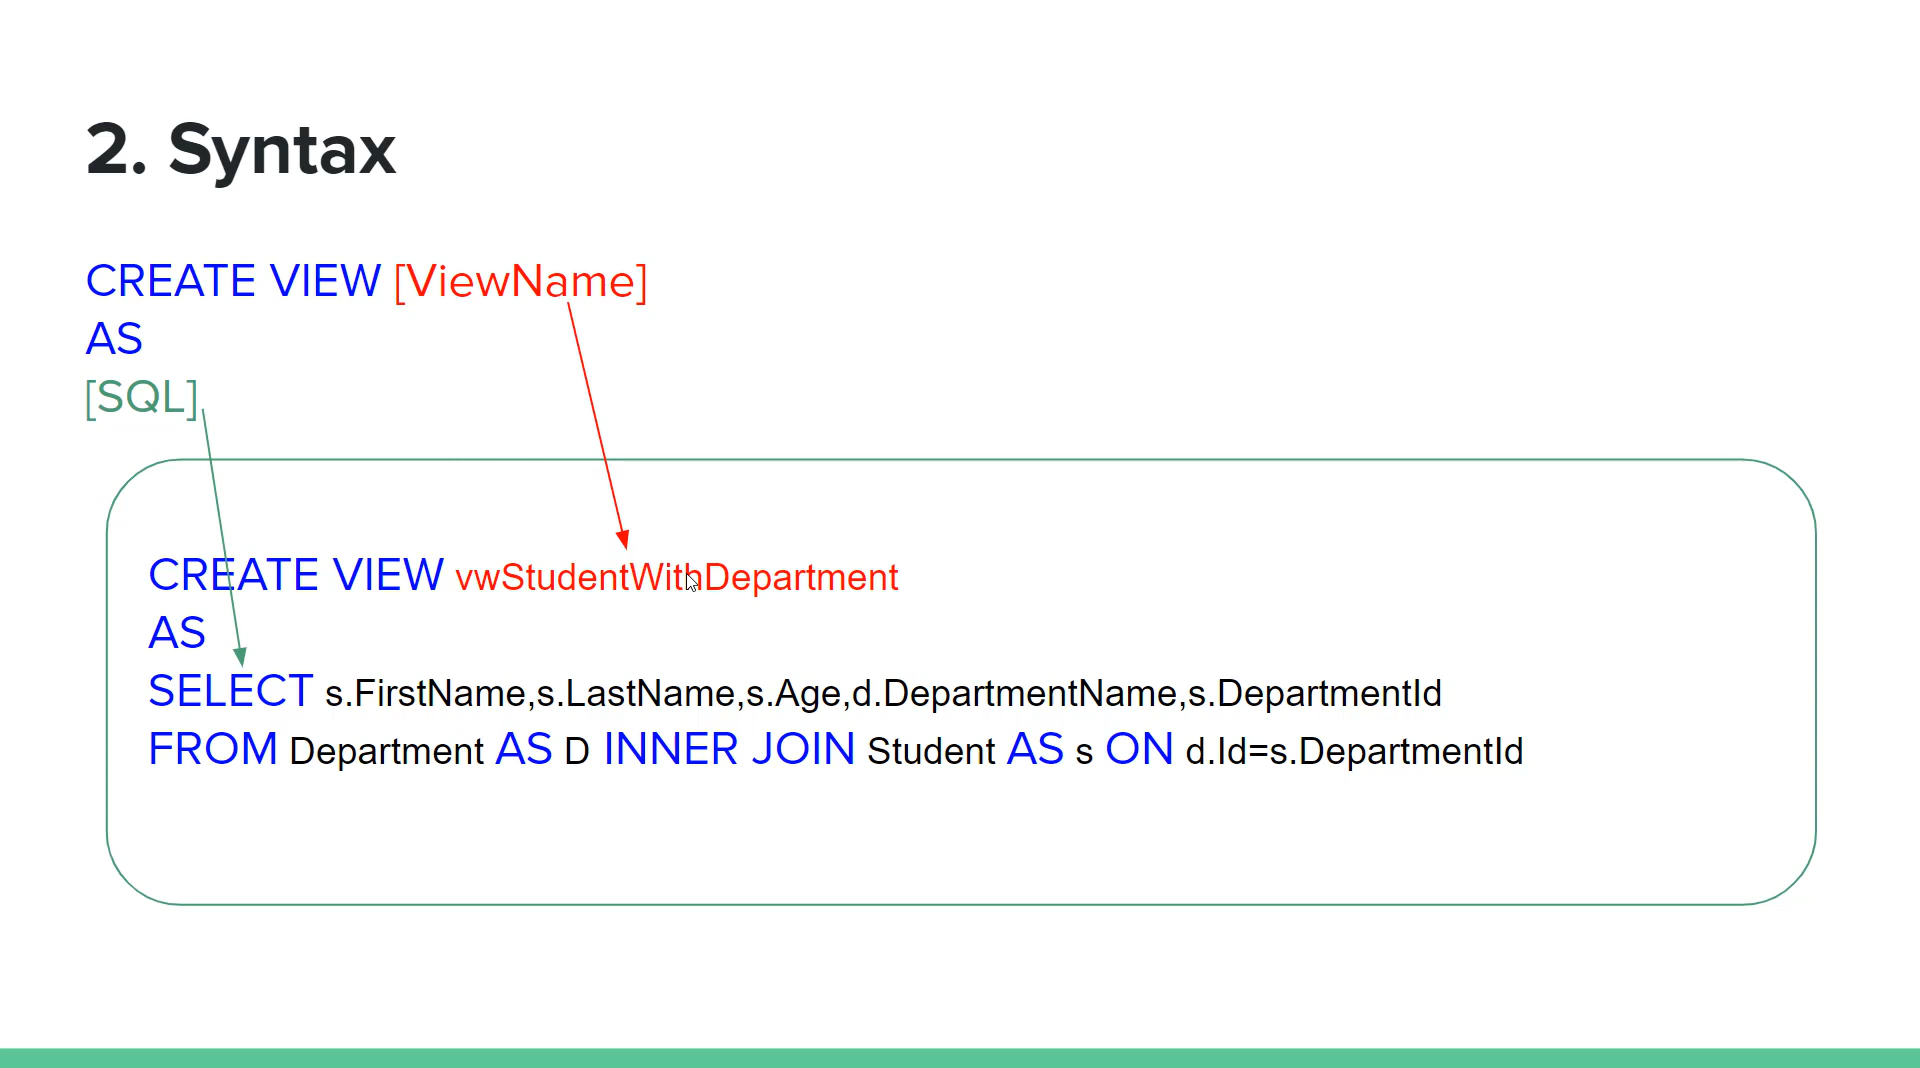 2. Syntax
CREATE VIEW [ViewName]
AS
[SQL]
CREATE VIEW vwStudentWithDepartment
AS
SELECT s.FirstName,s.LastName,s.Age,d.DepartmentName,s.DepartmentId
FROM Department AS D INNER JOIN Student AS s ON d.Id=s.DepartmentId